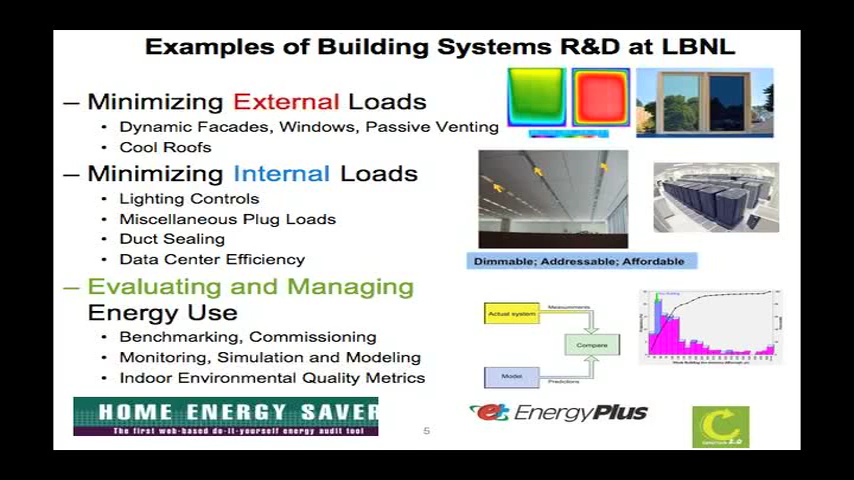 Examples of Building Systems R&D at LBNL
– Minimizing External Loads
• Dynamic Facades, Windows, Passive Venting
• Cool Roofs
– Minimizing Internal Loads
• Lighting Controls
• Miscellaneous Plug Loads
• Duct Sealing
• Data Center Efficiency
Dimmable; Addressable; Affordable
– Evaluating and Managing
Energy Use
• Benchmarking, Commissioning
• Monitoring, Simulation and Modeling
• Indoor Environmental Quality Metrics
Actual system
Measurements
Compare
Model
Predictions
HOME ENERGY SAVER
The first web-based do-it-yourself energy audit tool
5
EnergyPlus